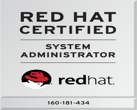 RED HAT
CERTIFIED
SYSTEM
ADMINISTRATOR
redhat.
160-181-434